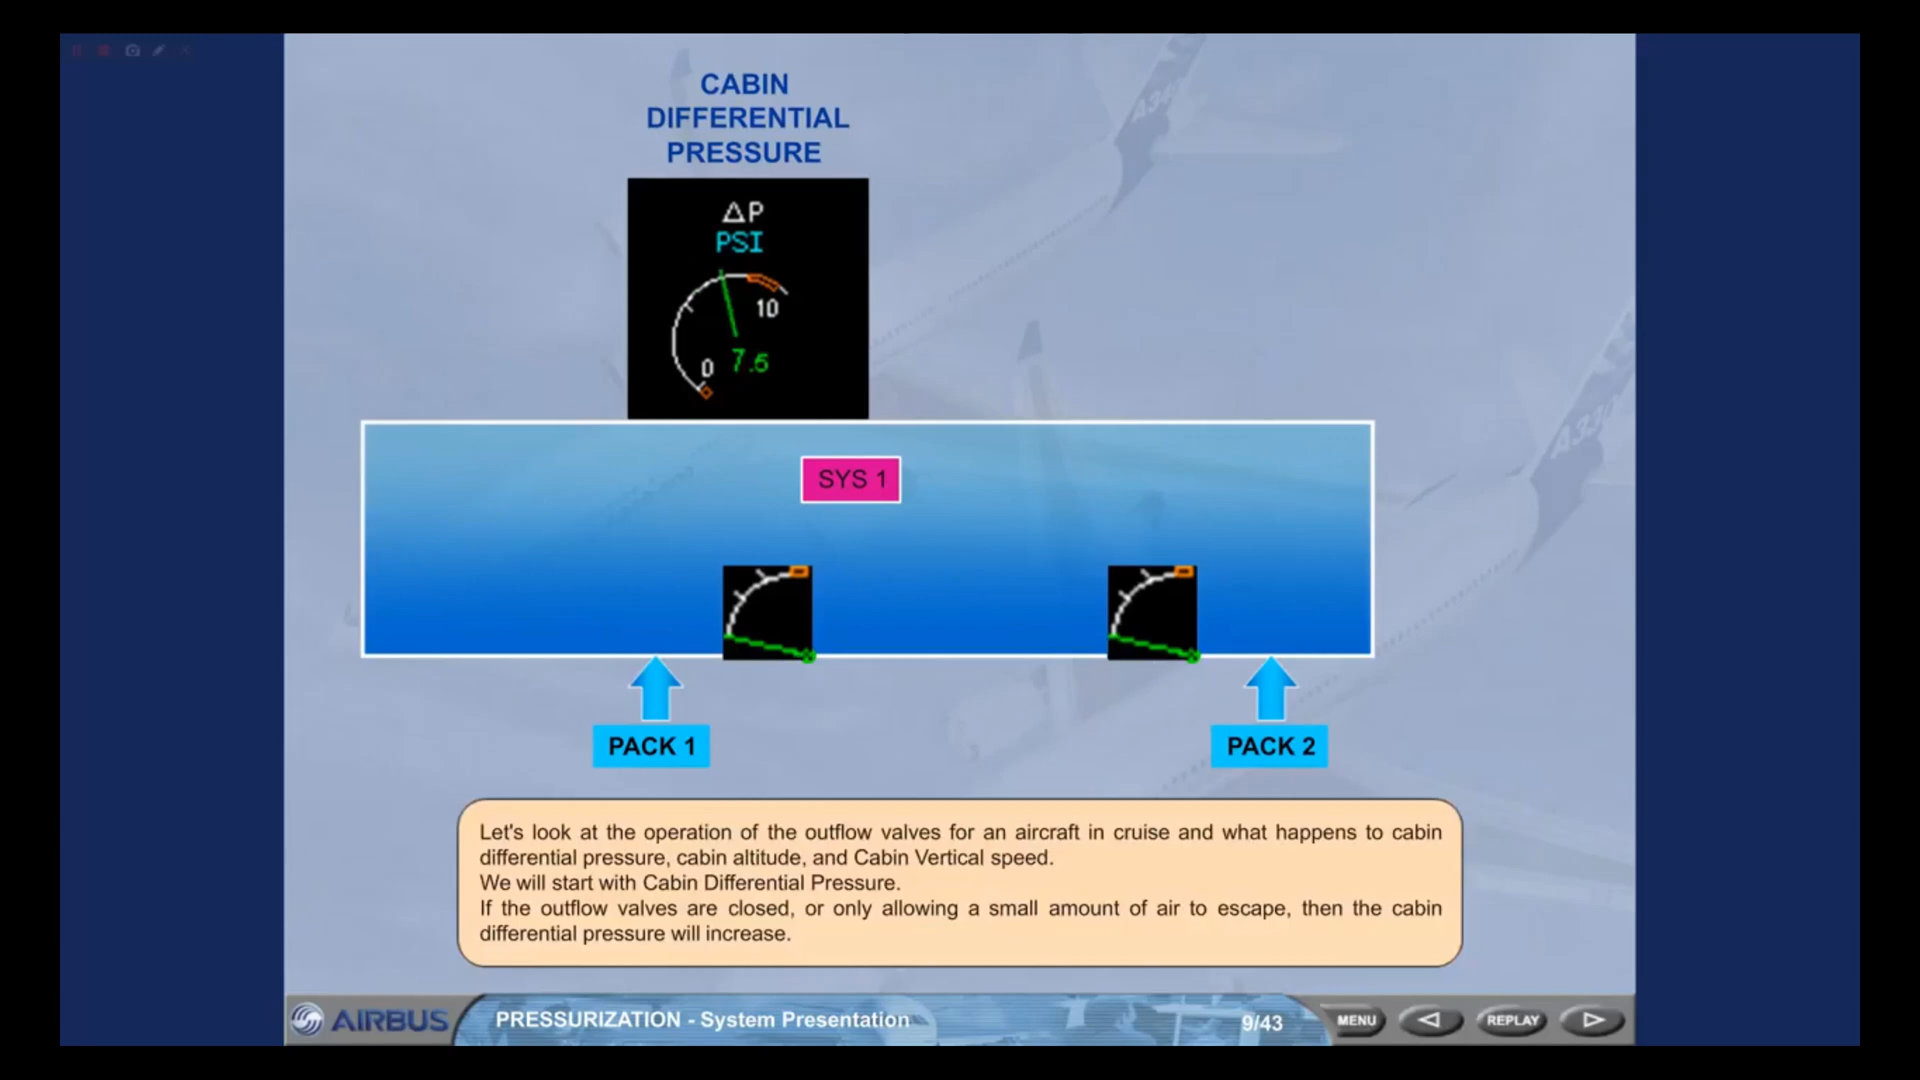 CABIN
DIFFERENTIAL
PRESSURE
ΔP
PSI
10
0
7.5
SYS 1
PACK 1
PACK 2
Let's look at the operation of the outflow valves for an aircraft in cruise and what happens to cabin
differential pressure, cabin altitude, and Cabin Vertical speed.
We will start with Cabin Differential Pressure.
If the outflow valves are closed, or only allowing a small amount of air to escape, then the cabin
differential pressure will increase.
AIRBUS
PRESSURIZATION - System Presentation
9/43
MENU
REPLAY